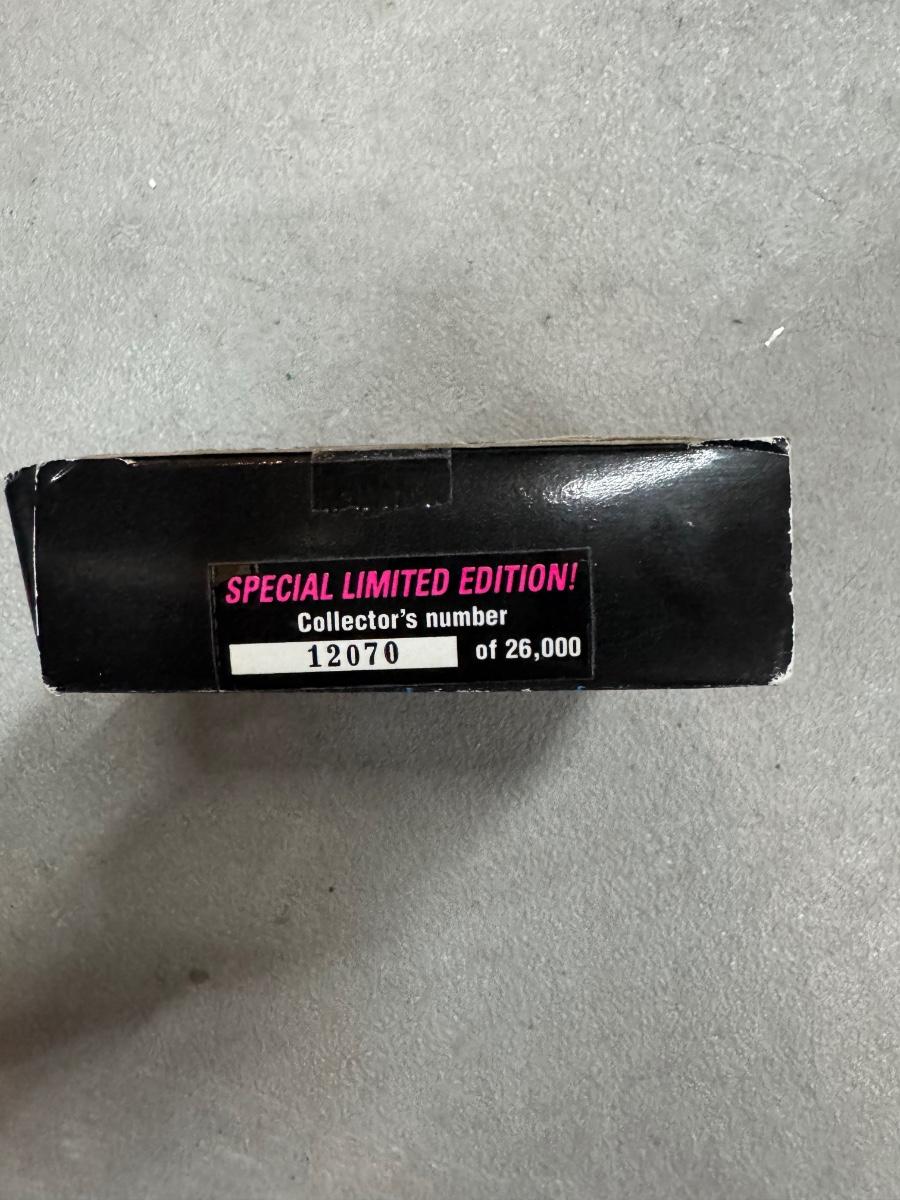 SPECIAL LIMITED EDITION!
Collector's number
12070 of 26,000